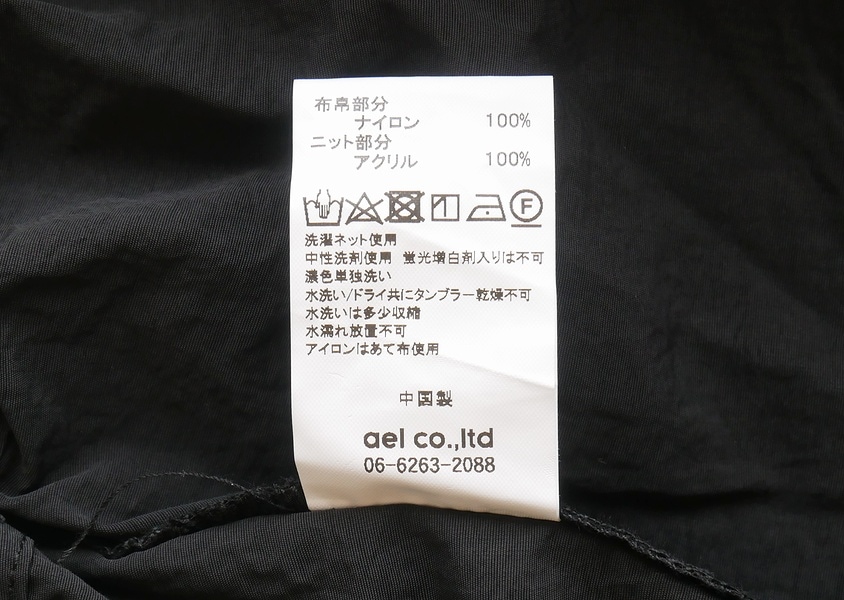 布帛部分
ナイロン 100%
ニット部分
アクリル 100%
F
洗濯ネット使用
中性洗剤使用 蛍光増白剤入りは不可
濃色単独洗い
水洗い/ドライ共にタンブラー乾燥不可
水洗いは多少収縮
水濡れ放置不可
アイロンはあて布使用
中国製
ael co.,ltd
06-6263-2088